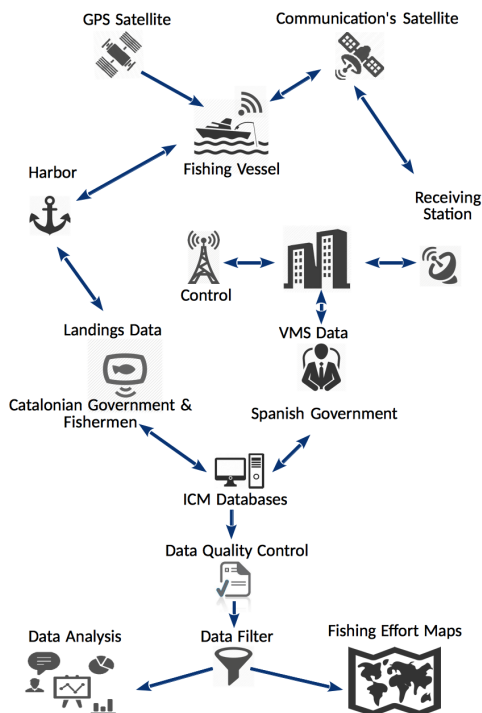 GPS Satellite
Communication's Satellite
Fishing Vessel
Harbor
Receiving
Station
Control
Landings Data
VMS Data
Catalonian Government &
Fishermen
Spanish Government
ICM Databases
Data Quality Control
Data Analysis
Data Filter
Fishing Effort Maps